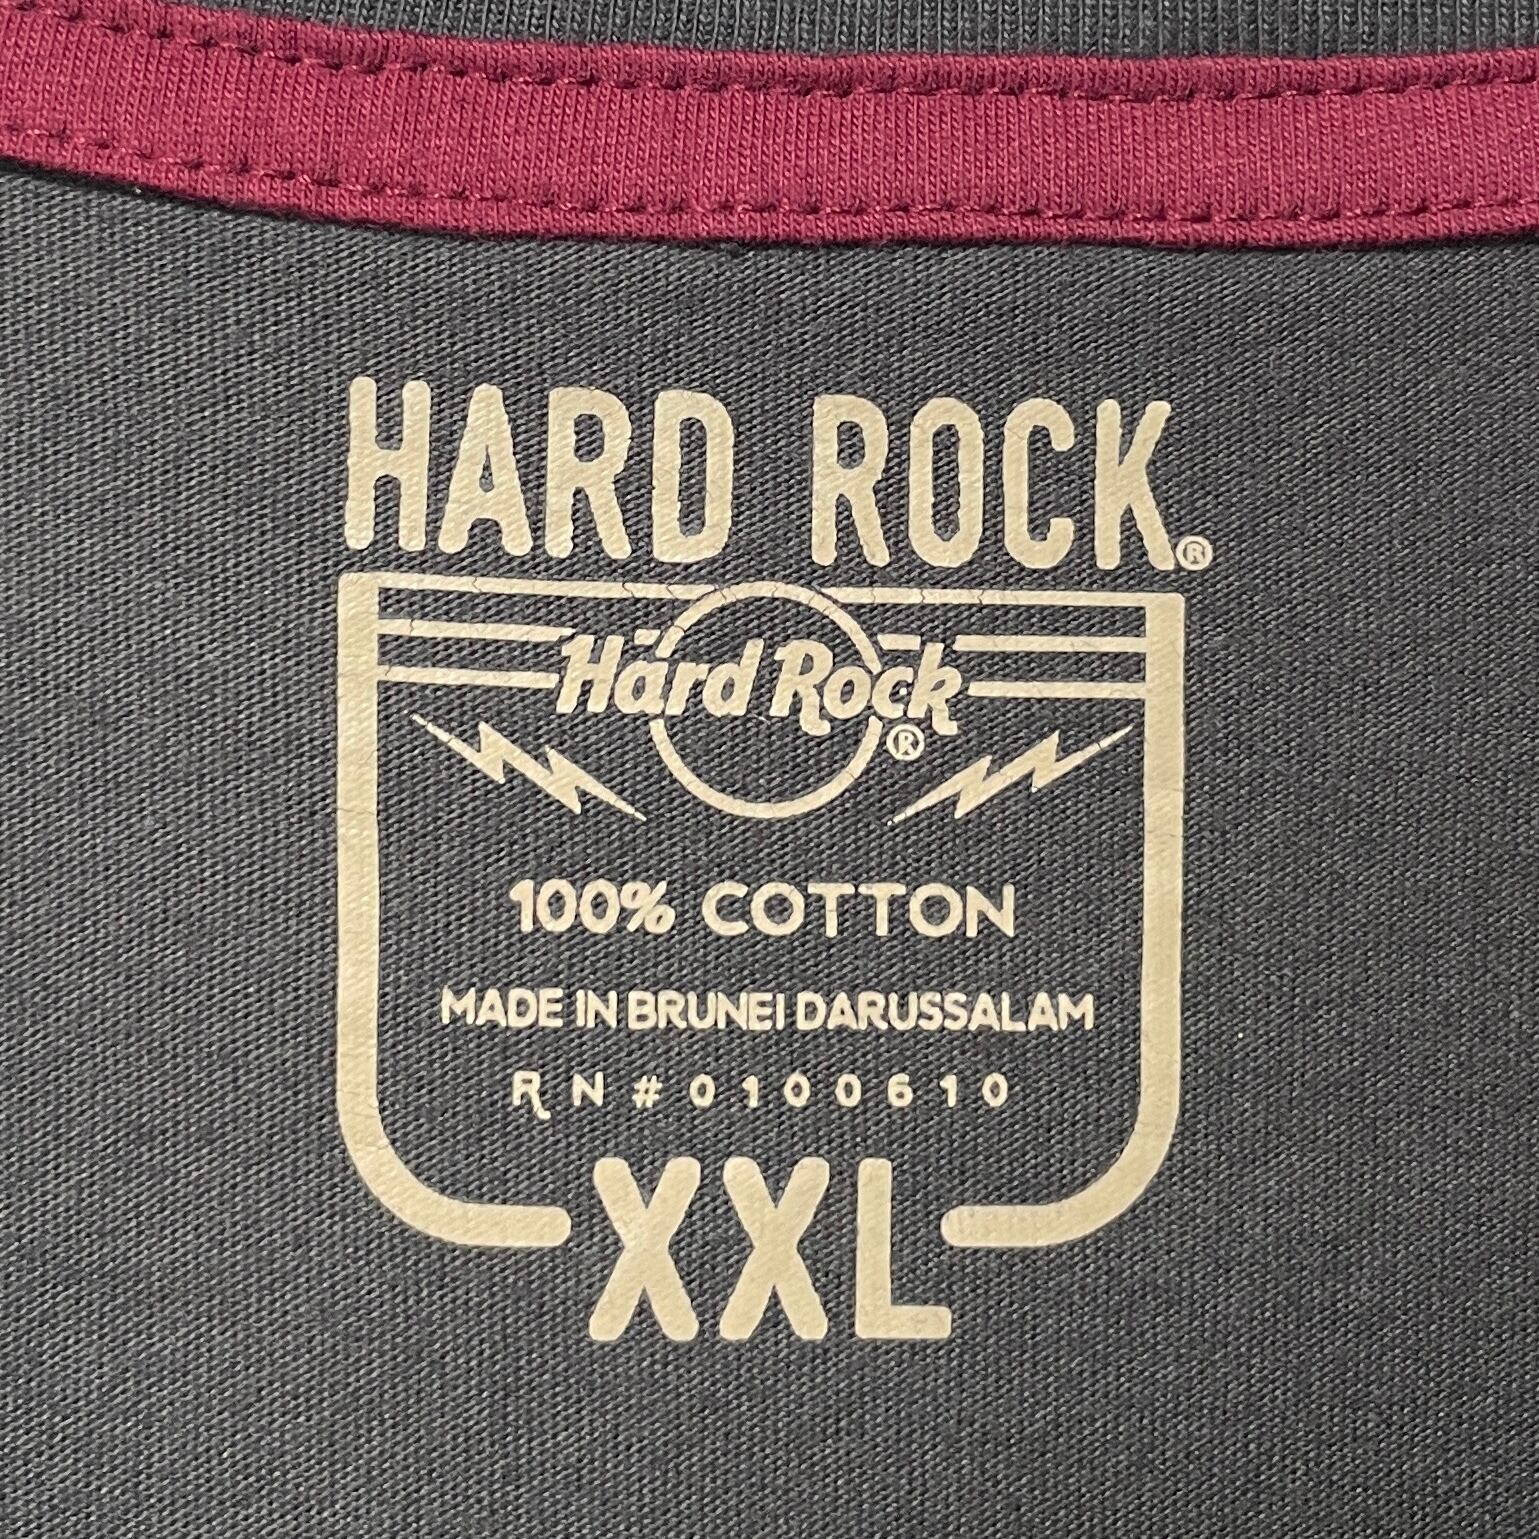 HARD ROCK®
Hard Rock®
100% COTTON
MADE IN BRUNEI DARUSSALAM
RN#0100610
XXL